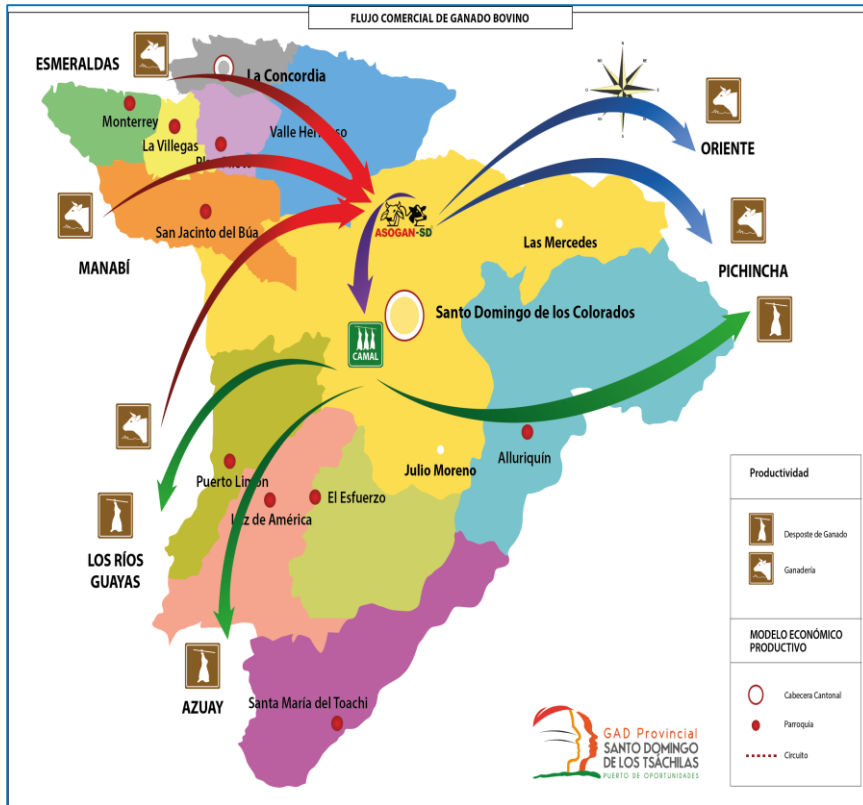 FLUJO COMERCIAL DE GANADO BOVINO
ESMERALDAS
La Concordia
Monterrey
La Villegas
Valle Hermoso
ORIENTE
San Jacinto del Búa
ASOGAN-SD
MANABÍ
Las Mercedes
PICHINCHA
Santo Domingo de los Colorados
CAMAL
Puerto Limón
Luz de América
El Esfuerzo
Julio Moreno
Alluriquín
LOS RÍOS
GUAYAS
AZUAY
Santa María del Toachi
Productividad
Desposte de Ganado
Ganadería
MODELO ECONÓMICO
PRODUCTIVO
Cabecera Cantonal
Parroquia
Circuito
GAD Provincial
SANTO DOMINGO
DE LOS TSÁCHILAS
PUERTO DE OPORTUNIDADES